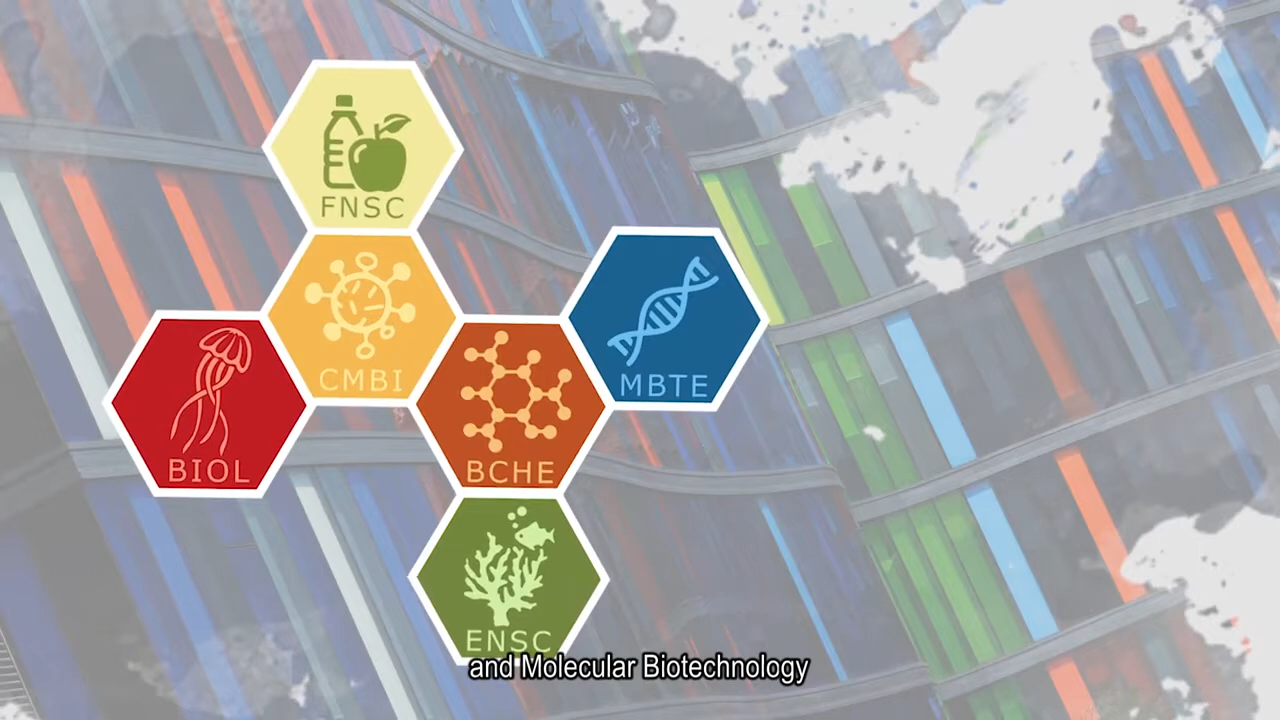 FNSC
CMBI
MBTE
BIOL
BCHE
ENSC
and Molecular Biotechnology